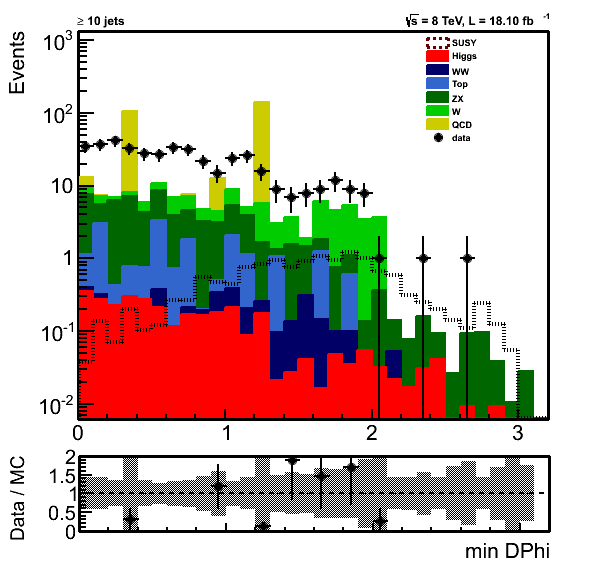 ≥ 10 jets
√s = 8 TeV, L = 18.10 fb⁻¹
Events
10³
10²
10
1
10⁻¹
10⁻²
SUSY
Higgs
WW
Top
ZX
W
QCD
data
0 1 2 3
Data / MC
2
1.5
1
0.5
0
min DPhi